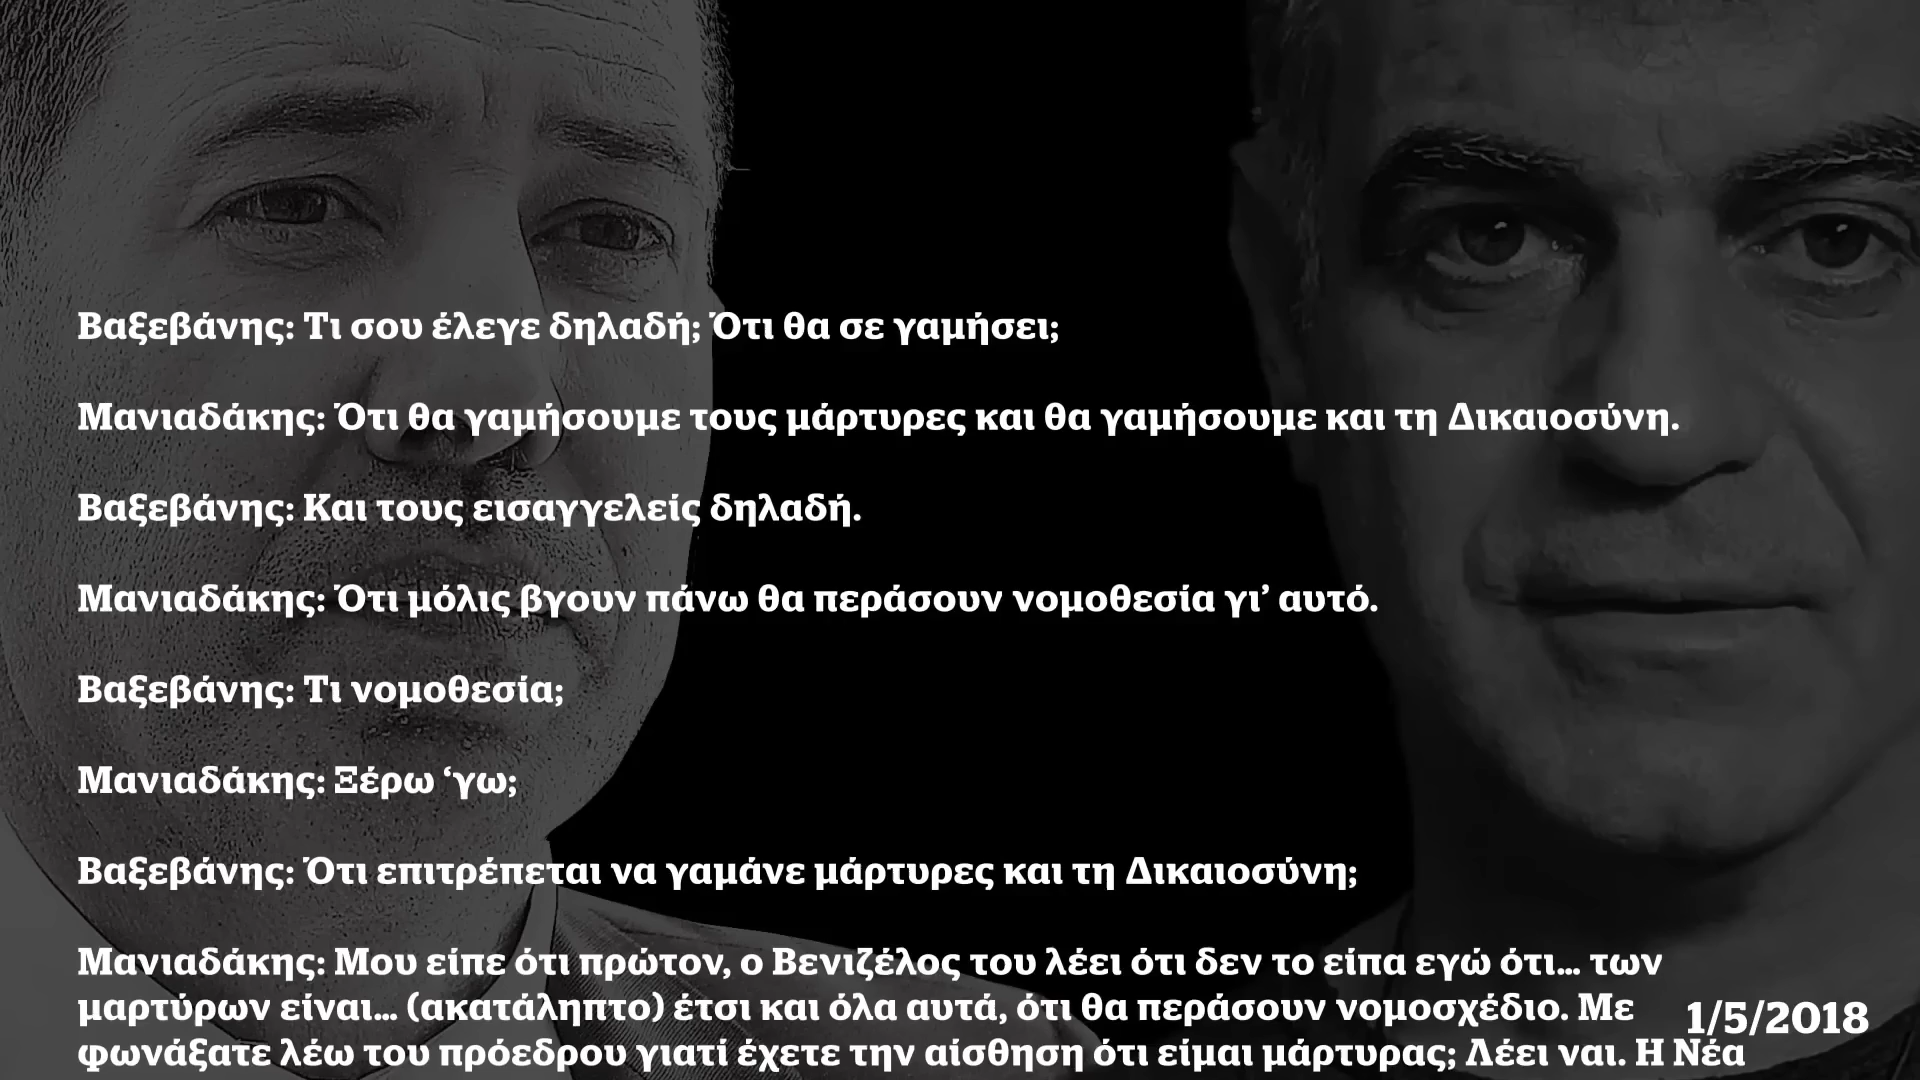 Βαξεβάνης: Τι σου έλεγε δηλαδή; Ότι θα σε γαμήσει;
Μανιαδάκης: Ότι θα γαμήσουμε τους μάρτυρες και θα γαμήσουμε και τη Δικαιοσύνη.
Βαξεβάνης: Και τους εισαγγελείς δηλαδή.
Μανιαδάκης: Ότι μόλις βγουν πάνω θα περάσουν νομοθεσία γι’ αυτό.
Βαξεβάνης: Τι νομοθεσία;
Μανιαδάκης: Ξέρω ‘γω;
Βαξεβάνης: Ότι επιτρέπεται να γαμάνε μάρτυρες και τη Δικαιοσύνη;
Μανιαδάκης: Μου είπε ότι πρώτον, ο Βενιζέλος του λέει ότι δεν το είπα εγώ ότι... των
μαρτύρων είναι... (ακατάληπτο) έτσι και όλα αυτά, ότι θα περάσουν νομοσχέδιο. Με
φωνάξατε λέω του πρόεδρου γιατί έχετε την αίσθηση ότι είμαι μάρτυρας; Λέει ναι. Η Νέα
1/5/2018